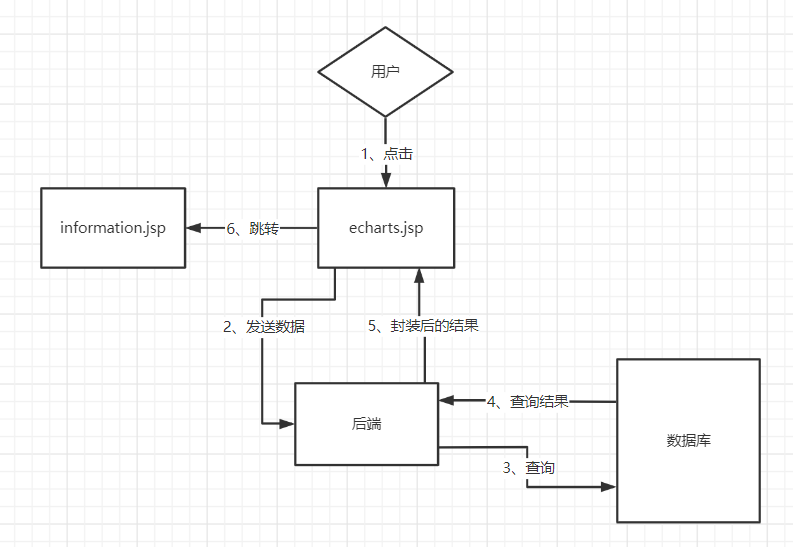 用户
1、点击
information.jsp
6、跳转
echarts.jsp
2、发送数据
5、封装后的结果
后端
4、查询结果
数据库
3、查询